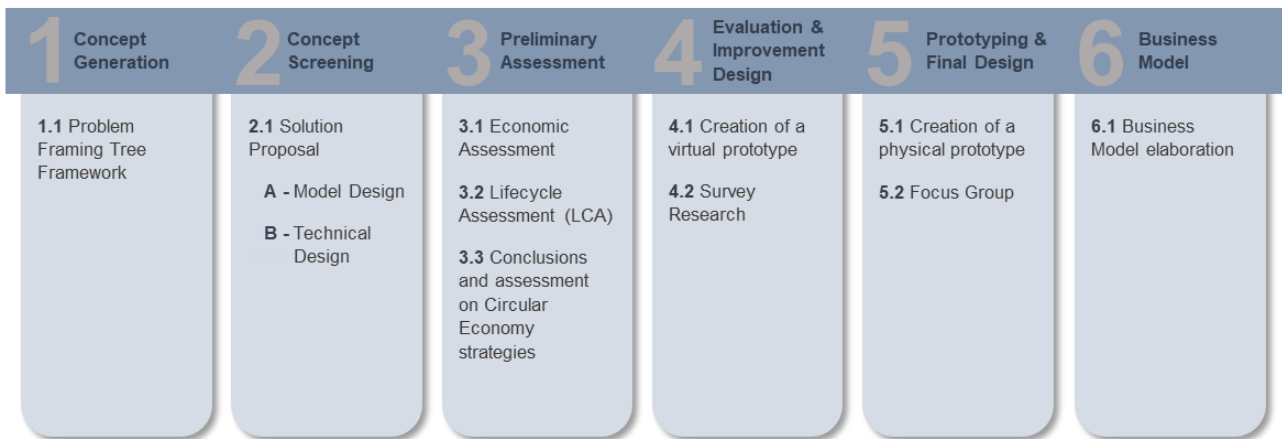 1 Concept
Generation
1.1 Problem
Framing Tree
Framework
2 Concept
Screening
2.1 Solution
Proposal
A - Model Design
B - Technical
Design
3 Preliminary
Assessment
3.1 Economic
Assessment
3.2 Lifecycle
Assessment (LCA)
3.3 Conclusions
and assessment
on Circular
Economy
strategies
4 Evaluation &
Improvement
Design
4.1 Creation of a
virtual prototype
4.2 Survey
Research
5 Prototyping &
Final Design
5.1 Creation of a
physical prototype
5.2 Focus Group
6 Business
Model
6.1 Business
Model elaboration